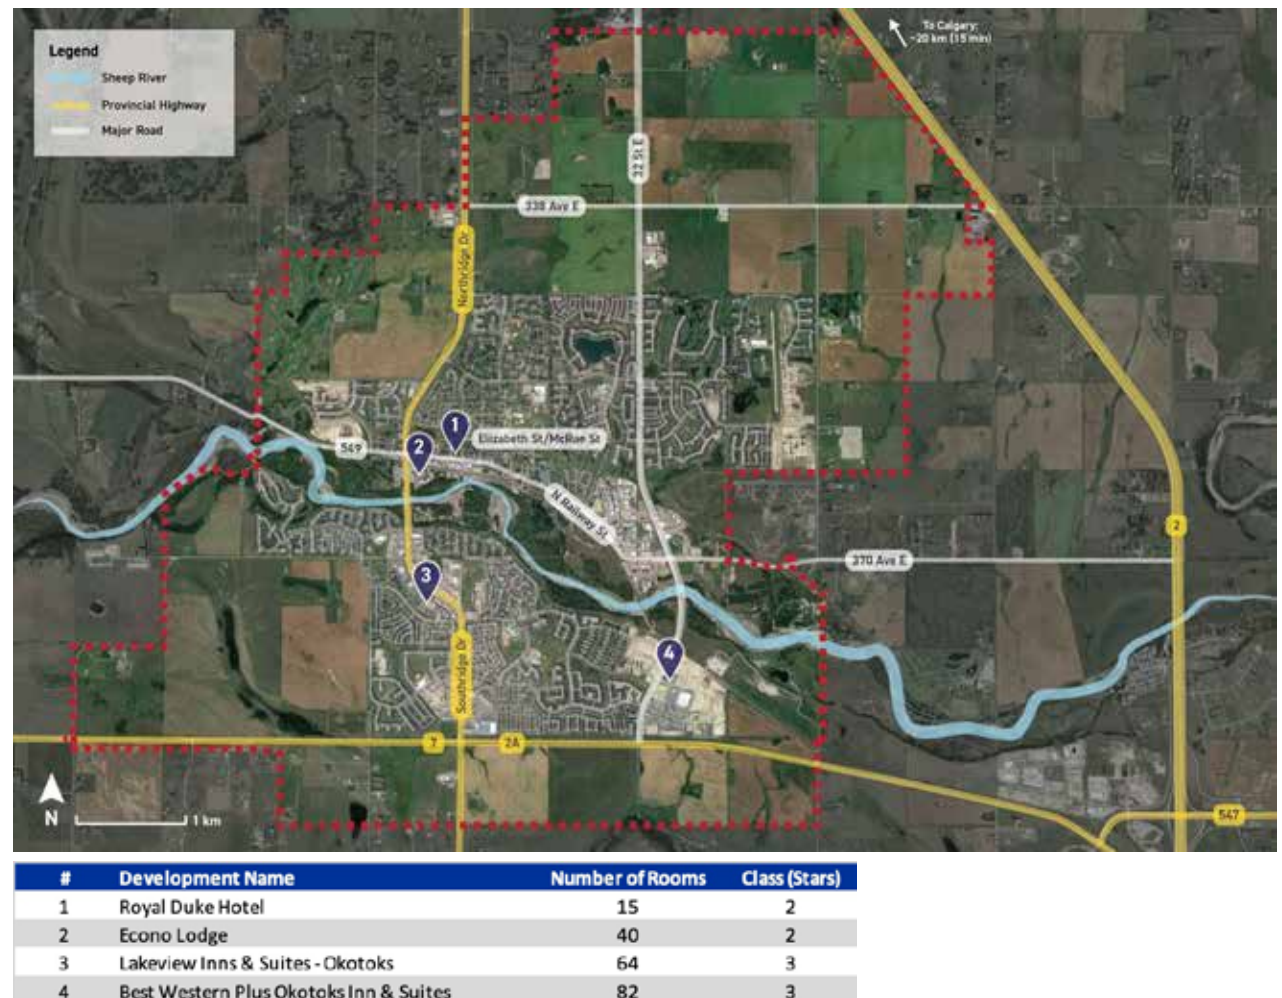 Legend
Sheep River
Provincial Highway
Major Road
To Calgary:
~20 km (15 min)
32 St E
338 Ave E
Northridge Dr
1
Elizabeth St/McRae St
2
549
N Railway St
2
370 Ave E
3
4
Southridge Dr
7
2A
N
1 km
547
# Development Name Number of Rooms Class (Stars)
1 Royal Duke Hotel 15 2
2 Econo Lodge 40 2
3 Lakeview Inns & Suites - Okotoks 64 3
4 Best Western Plus Okotoks Inn & Suites 82 3